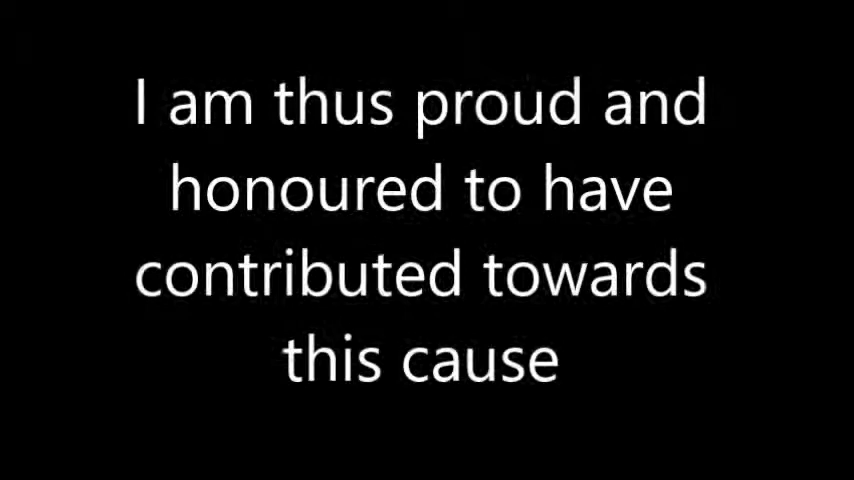 I am thus proud and
honoured to have
contributed towards
this cause